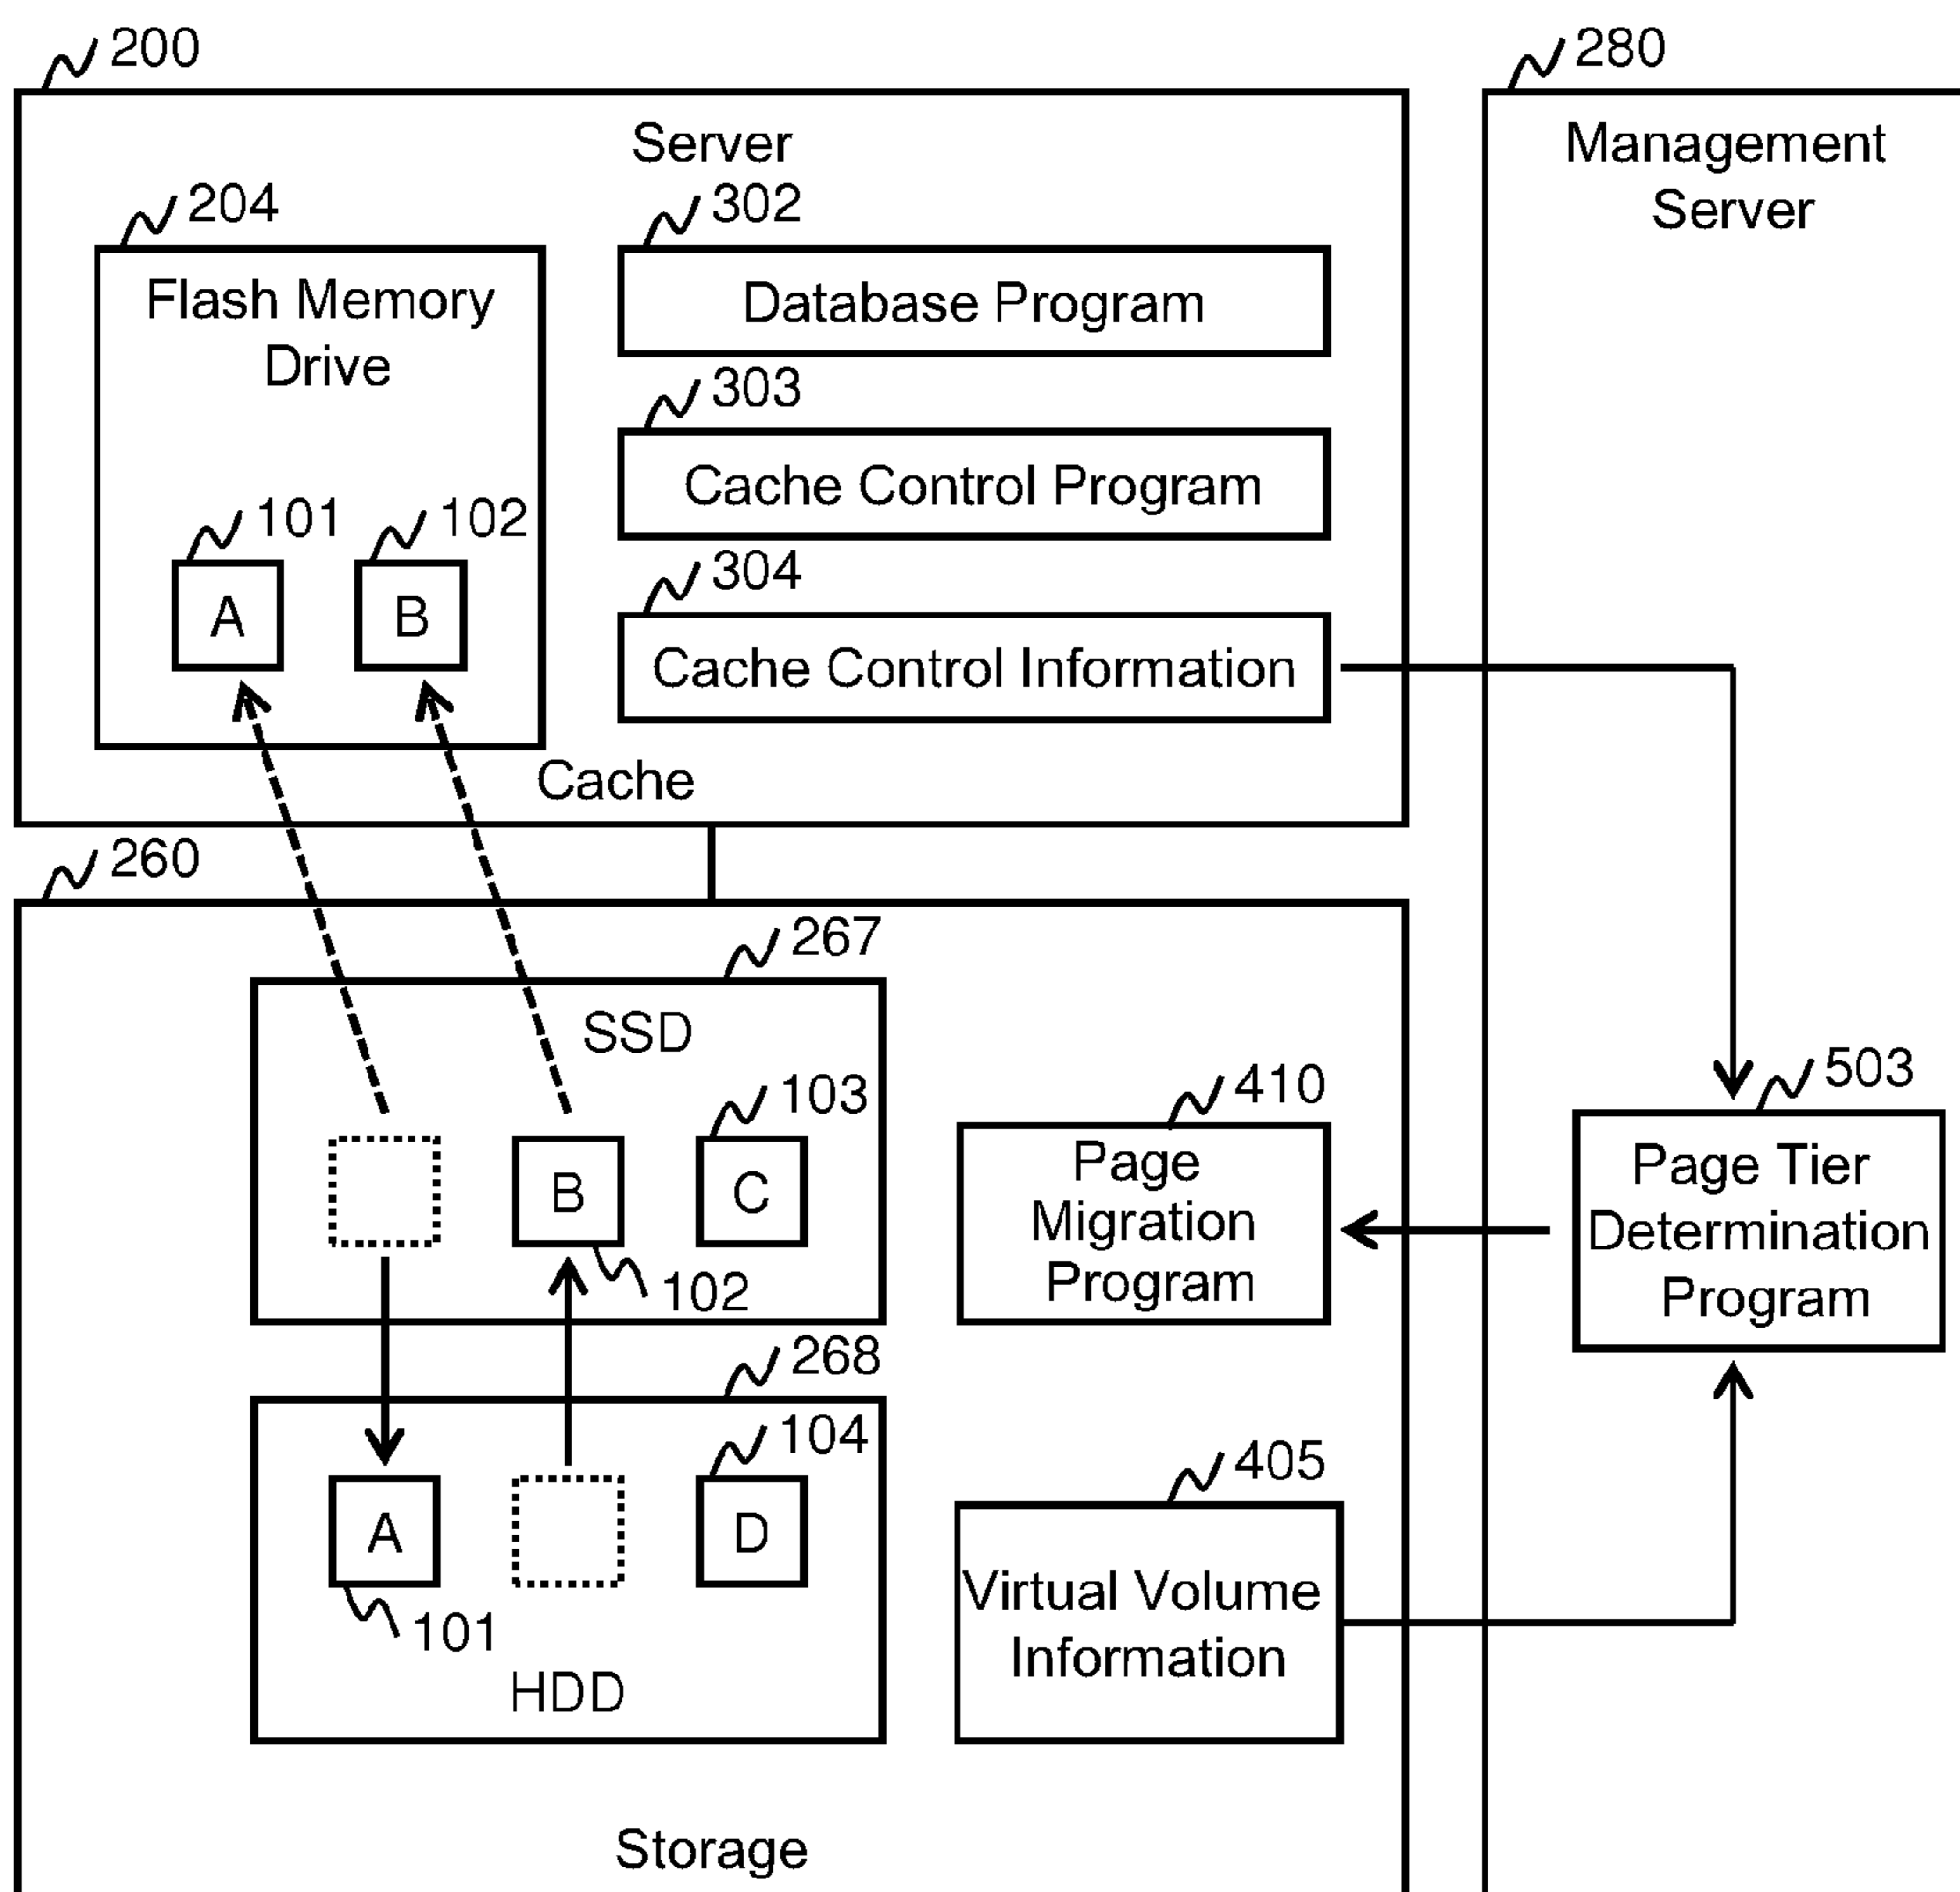 200
280
Server
Management
Server
204
302
Flash Memory
Drive
Database Program
303
Cache Control Program
101
102
304
A
B
Cache Control Information
Cache
260
267
SSD
103
410
503
B
C
Page
Migration
Program
Page Tier
Determination
Program
102
268
104
405
A
D
Virtual Volume
Information
101
HDD
Storage